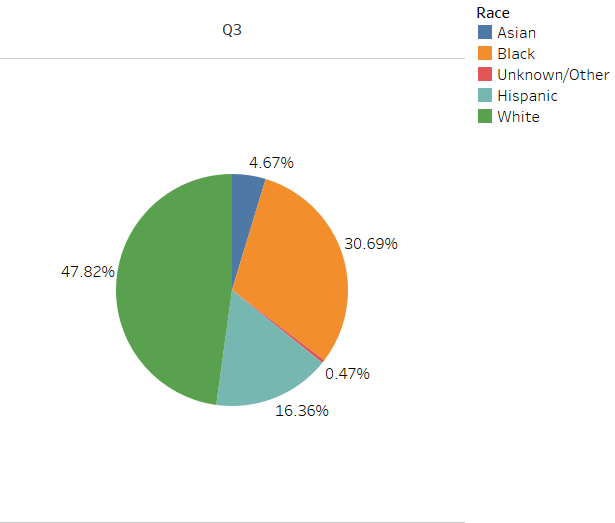 Q3
Race
Asian
Black
Unknown/Other
Hispanic
White
4.67%
30.69%
47.82%
0.47%
16.36%